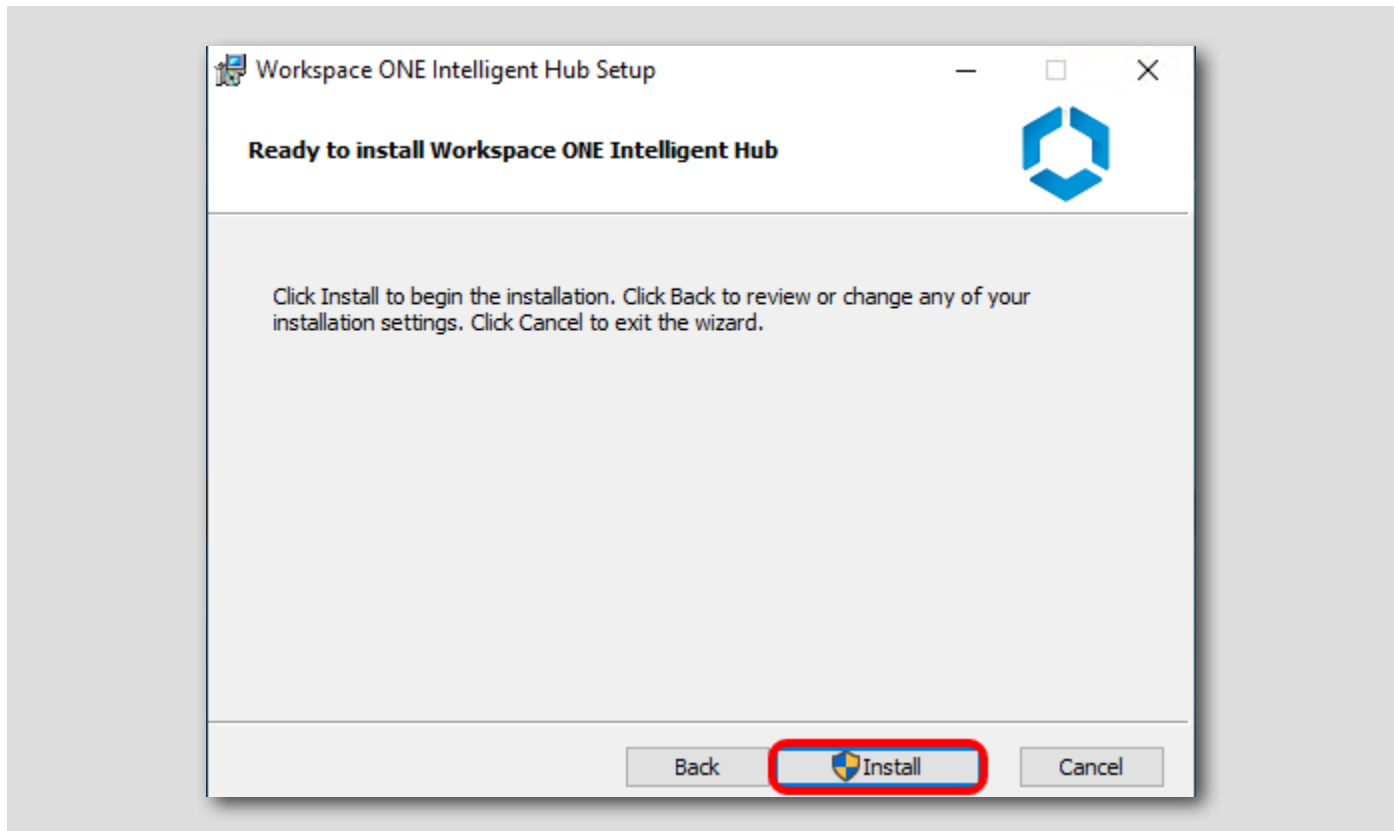 Workspace ONE Intelligent Hub Setup
Ready to install Workspace ONE Intelligent Hub
Click Install to begin the installation. Click Back to review or change any of your
installation settings. Click Cancel to exit the wizard.
Back Install Cancel